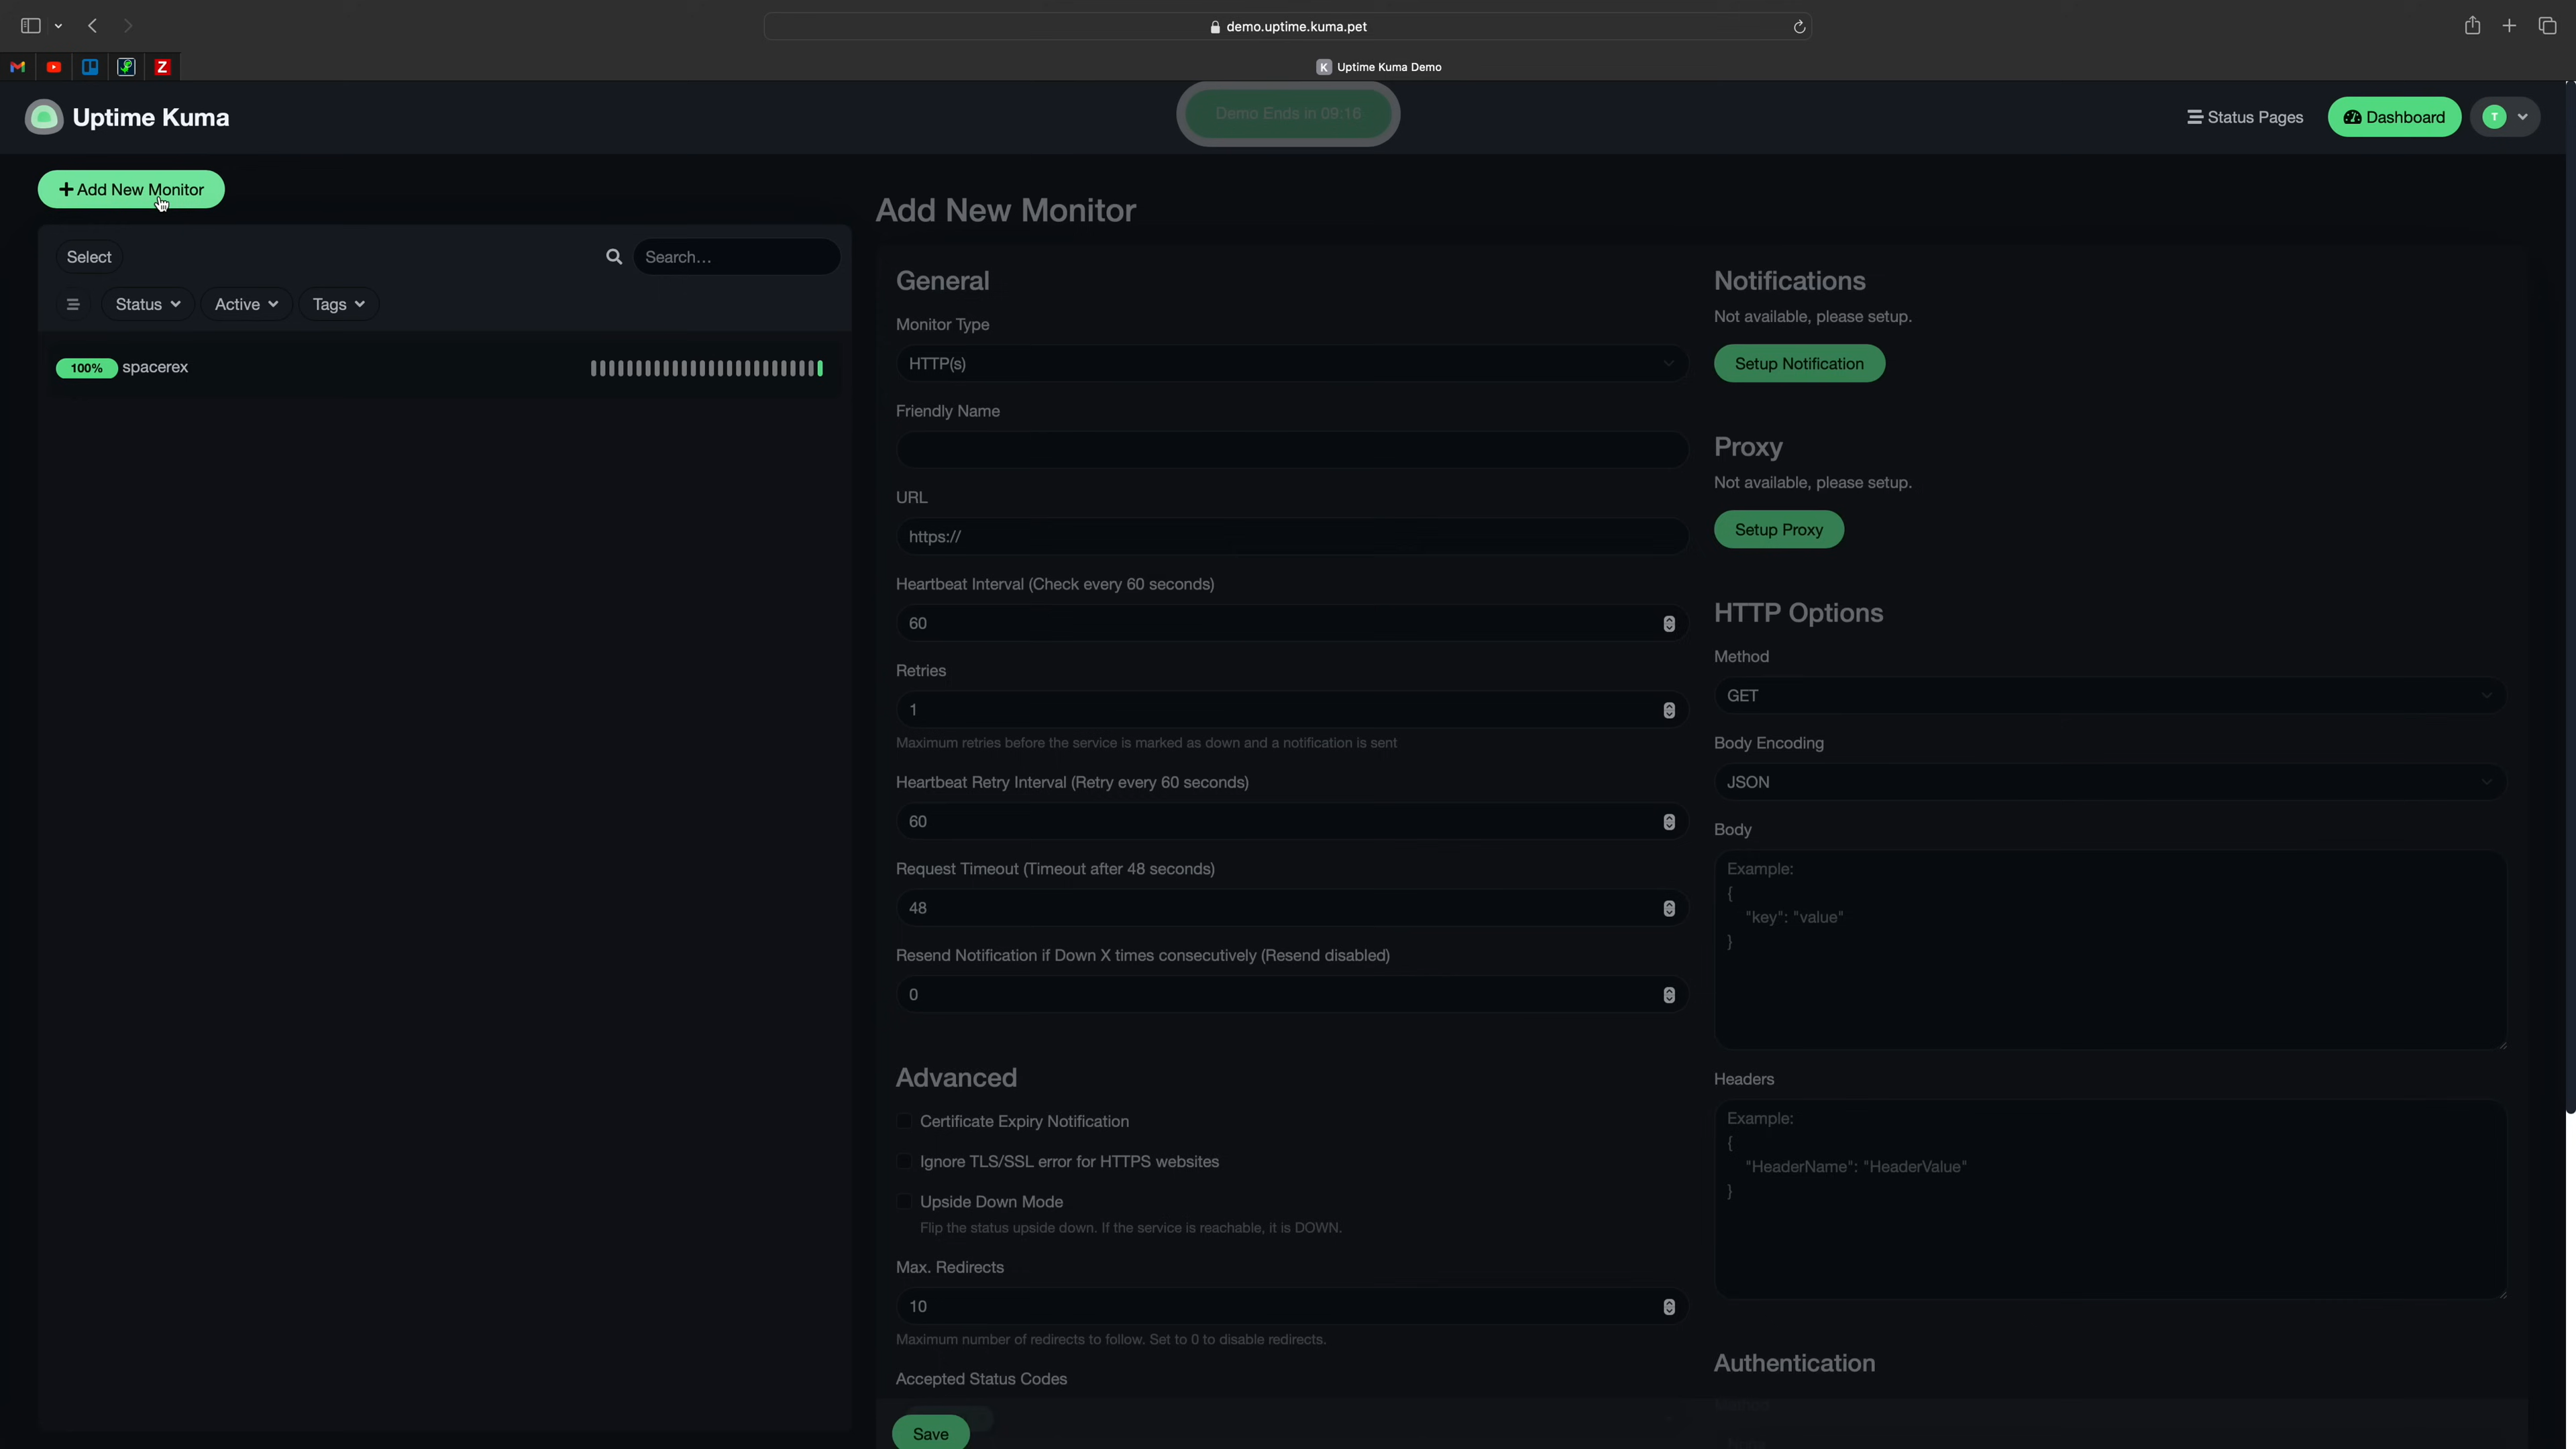 demo.uptime.kuma.pet
Z
K Uptime Kuma Demo
Uptime Kuma
Demo Ends in 09:16
Status Pages
Dashboard
T
+ Add New Monitor
Select
Search...
Status
Active
Tags
100% spacerex
Add New Monitor
General
Monitor Type
HTTP(s)
Friendly Name
URL
https://
Heartbeat Interval (Check every 60 seconds)
60
Retries
1
Maximum retries before the service is marked as down and a notification is sent
Heartbeat Retry Interval (Retry every 60 seconds)
60
Request Timeout (Timeout after 48 seconds)
48
Resend Notification if Down X times consecutively (Resend disabled)
0
Advanced
Certificate Expiry Notification
Ignore TLS/SSL error for HTTPS websites
Upside Down Mode
Flip the status upside down. If the service is reachable, it is DOWN.
Max. Redirects
10
Maximum number of redirects to follow. Set to 0 to disable redirects.
Accepted Status Codes
Save
Notifications
Not available, please setup.
Setup Notification
Proxy
Not available, please setup.
Setup Proxy
HTTP Options
Method
GET
Body Encoding
JSON
Body
Example:
{
"key": "value"
}
Headers
Example:
{
"HeaderName": "HeaderValue"
}
Authentication